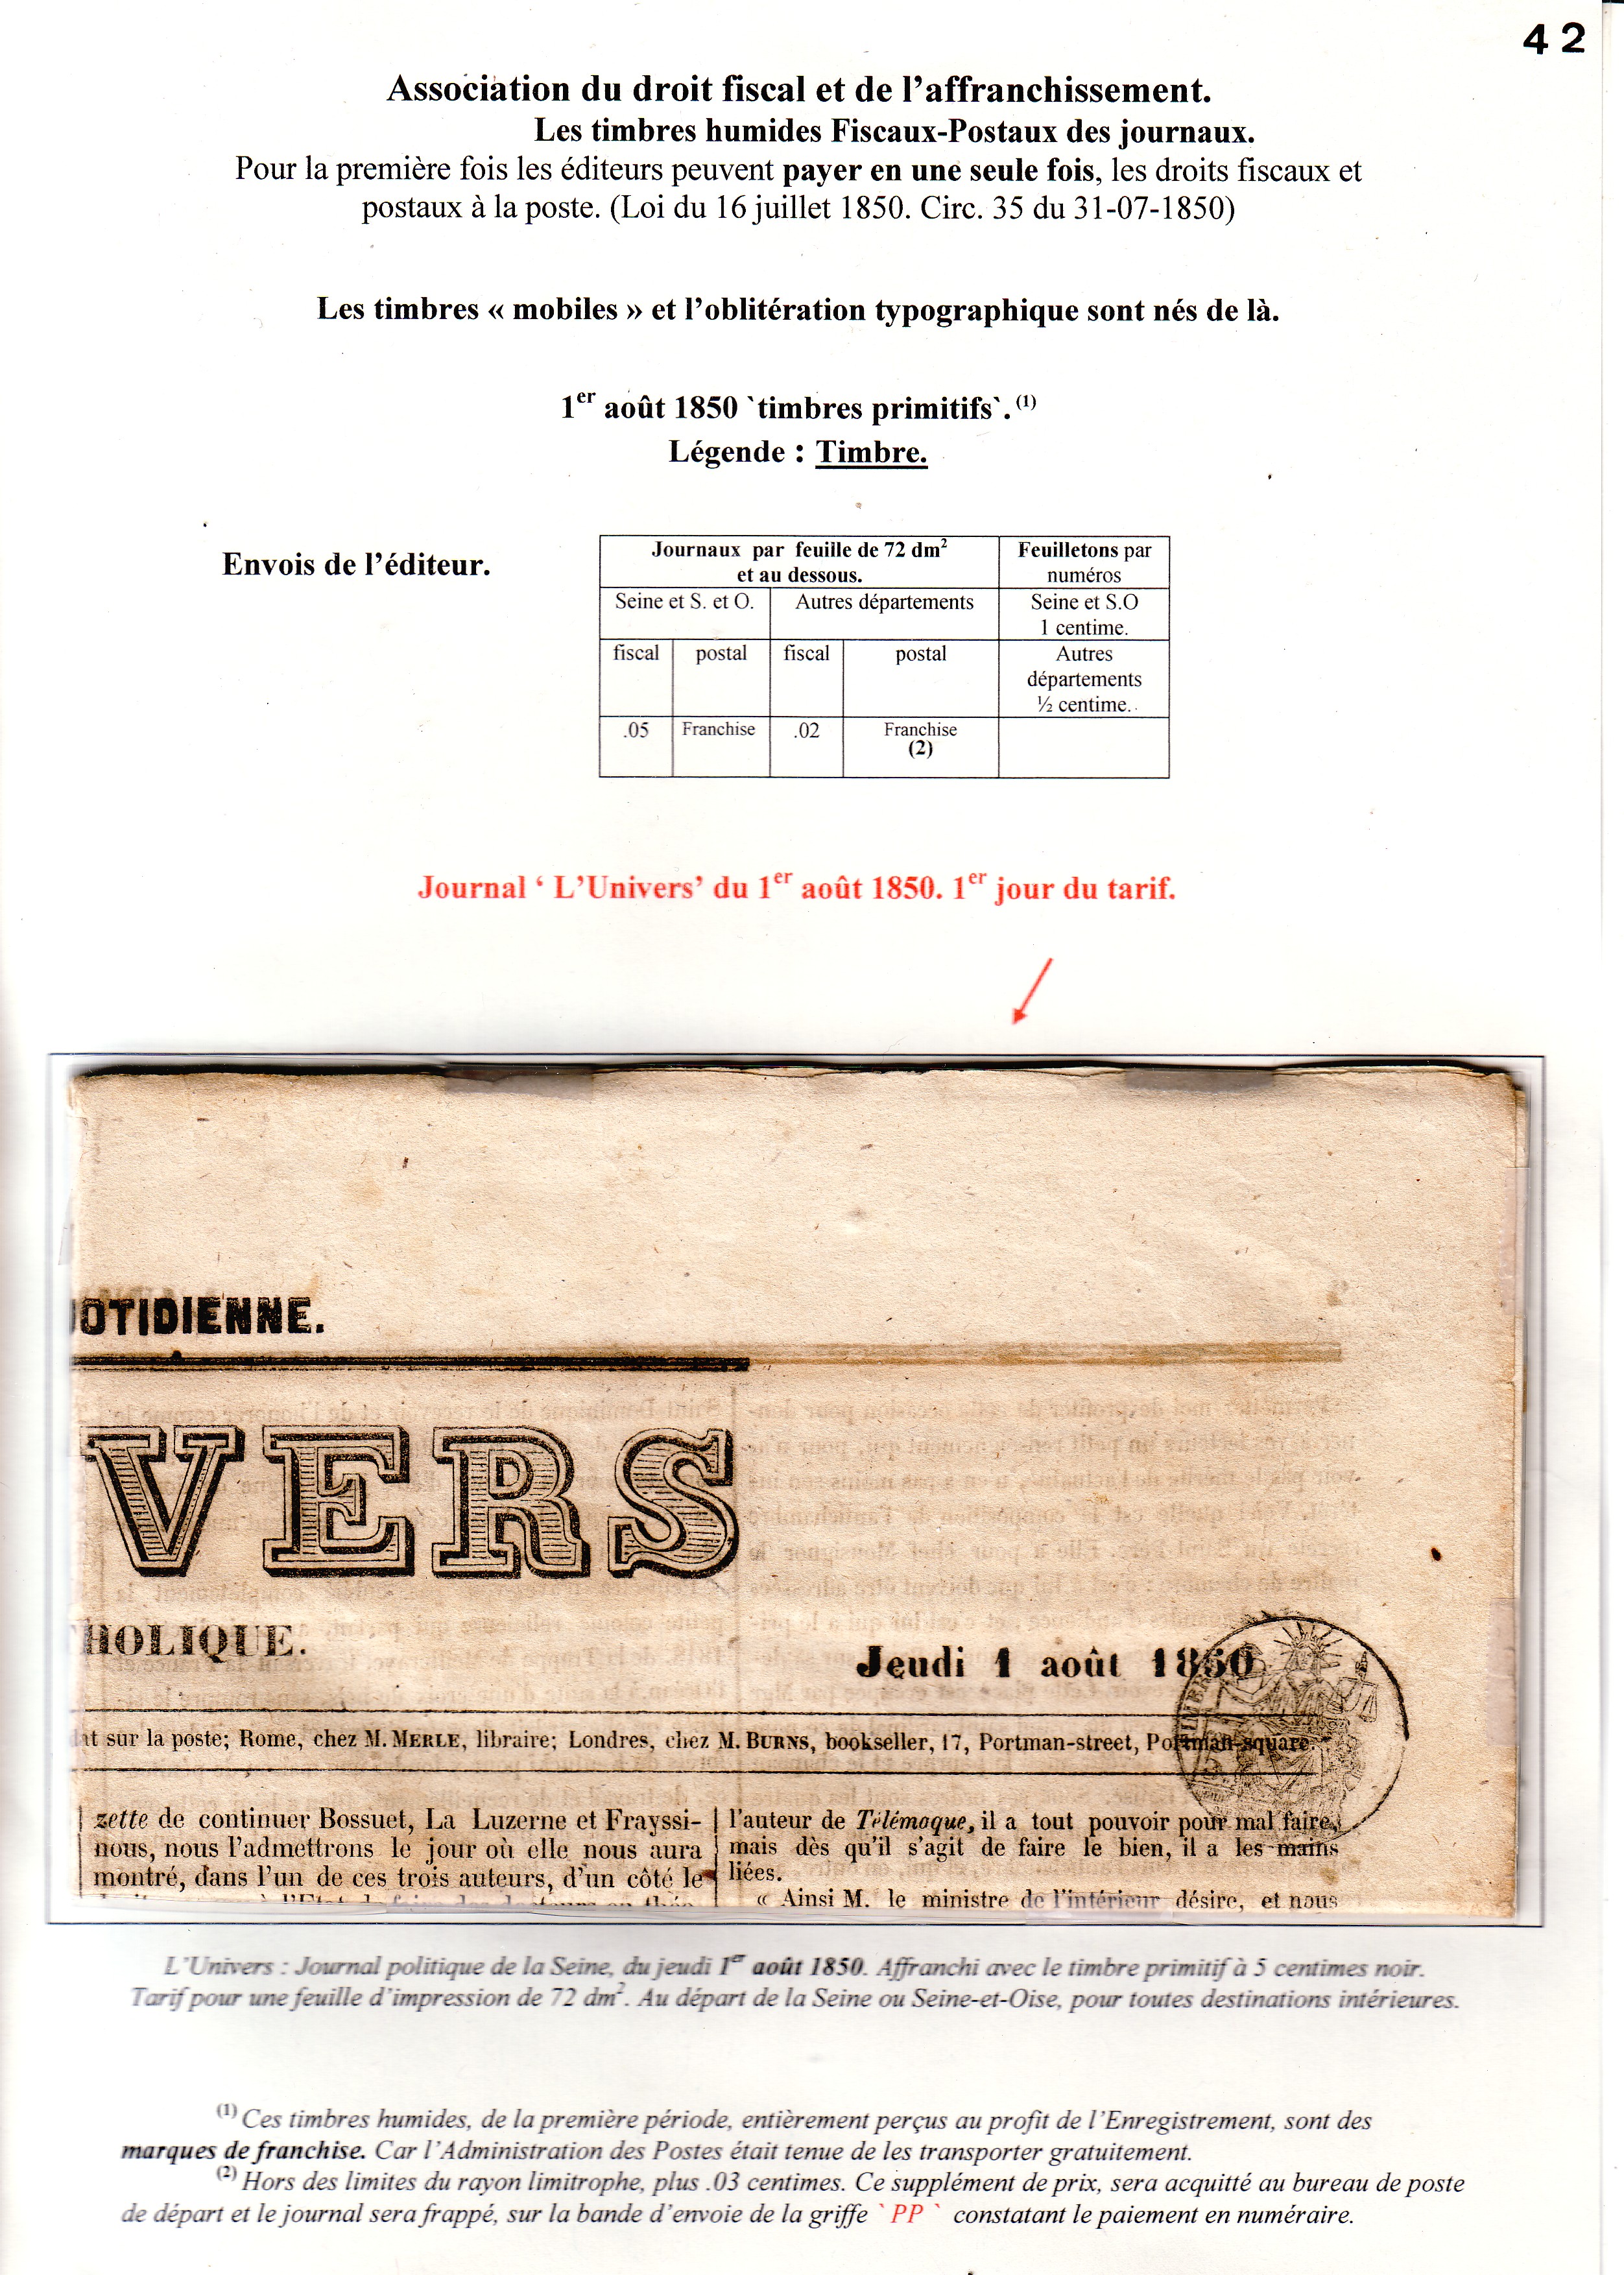 42
Association du droit fiscal et de l’affranchissement.
Les timbres humides Fiscaux-Postaux des journaux.
Pour la première fois les éditeurs peuvent payer en une seule fois, les droits fiscaux et
postaux à la poste. (Loi du 16 juillet 1850. Circ. 35 du 31-07-1850)
Les timbres « mobiles » et l’oblitération typographique sont nés de là.
1er août 1850 `timbres primitifs`. (1)
Légende : Timbre.
Envois de l’éditeur.
Journaux par feuille de 72 dm2
et au dessous.
Feuilletons par
numéros
Seine et S. et O.
Autres départements
Seine et S.O
1 centime.
fiscal
postal
fiscal
postal
Autres
départements
½ centime.
.05
Franchise
.02
Franchise
(2)
Journal ‘ L’Univers’ du 1er août 1850. 1er jour du tarif.
OTIDIENNE.
VERS
HOLIQUE.
Jeudi 1 août 1850
at sur la poste; Rome, chez M. MERLE, libraire; Londres, chez M. BURNS, bookseller, 17, Portman-street, Portman-square.
zette de continuer Bossuet, La Luzerne et Frayssi-
nous, nous l’admettrons le jour où elle nous aura
montré, dans l’un de ces trois auteurs, d’un côté le
l’auteur de Télémaque, il a tout pouvoir pour mal faire,
mais dès qu’il s’agit de faire le bien, il a les mains
liées.
« Ainsi M. le ministre de l’intérieur désire, et nous
L’Univers : Journal politique de la Seine, du jeudi 1er août 1850. Affranchi avec le timbre primitif à 5 centimes noir.
Tarif pour une feuille d’impression de 72 dm2. Au départ de la Seine ou Seine-et-Oise, pour toutes destinations intérieures.
(1) Ces timbres humides, de la première période, entièrement perçus au profit de l’Enregistrement, sont des
marques de franchise. Car l’Administration des Postes était tenue de les transporter gratuitement.
(2) Hors des limites du rayon limitrophe, plus .03 centimes. Ce supplément de prix, sera acquitté au bureau de poste
de départ et le journal sera frappé, sur la bande d’envoie de la griffe ` PP ` constatant le paiement en numéraire.